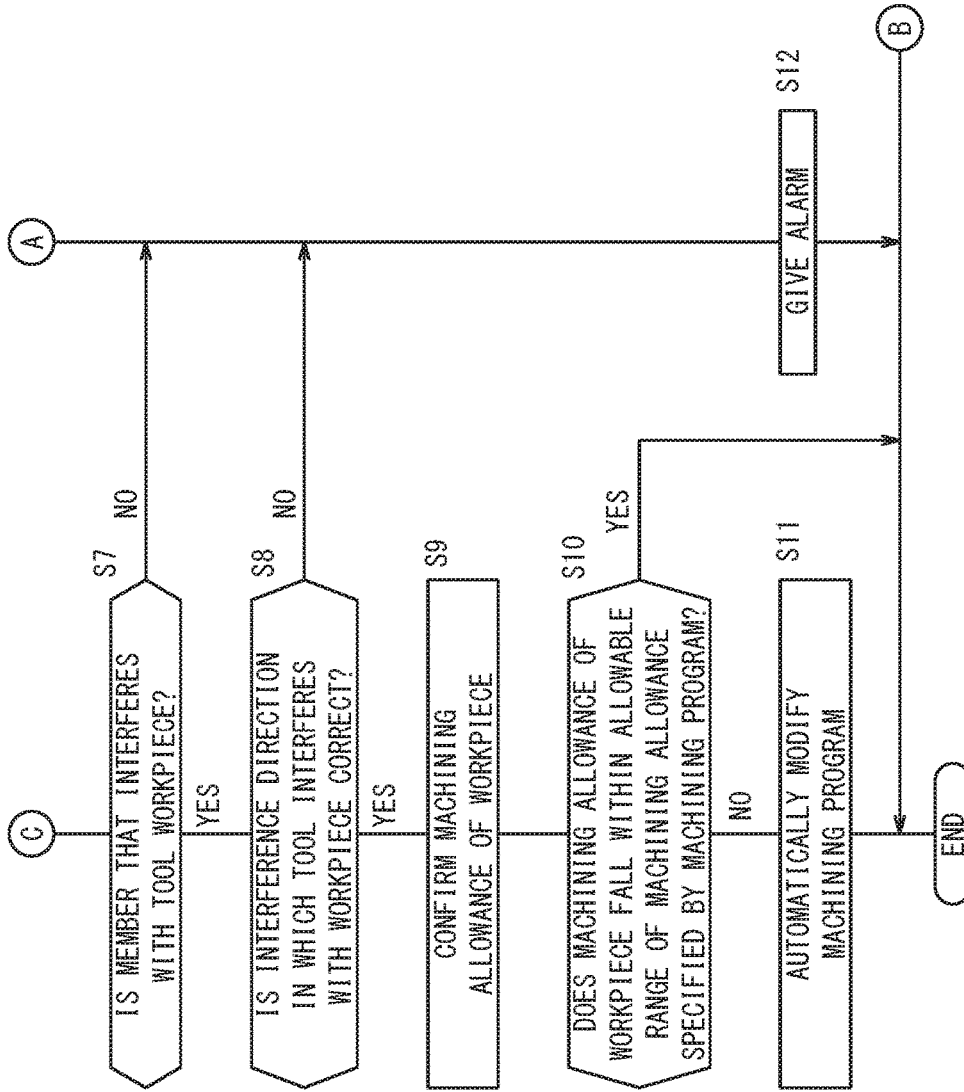 C
A
IS MEMBER THAT INTERFERES
WITH TOOL WORKPIECE?
S7
NO
YES
IS INTERFERENCE DIRECTION
IN WHICH TOOL INTERFERES
WITH WORKPIECE CORRECT?
S8
NO
YES
CONFIRM MACHINING
ALLOWANCE OF WORKPIECE
S9
DOES MACHINING ALLOWANCE OF
WORKPIECE FALL WITHIN ALLOWABLE
RANGE OF MACHINING ALLOWANCE
SPECIFIED BY MACHINING PROGRAM?
S10
YES
NO
AUTOMATICALLY MODIFY
MACHINING PROGRAM
S11
GIVE ALARM
S12
B
END